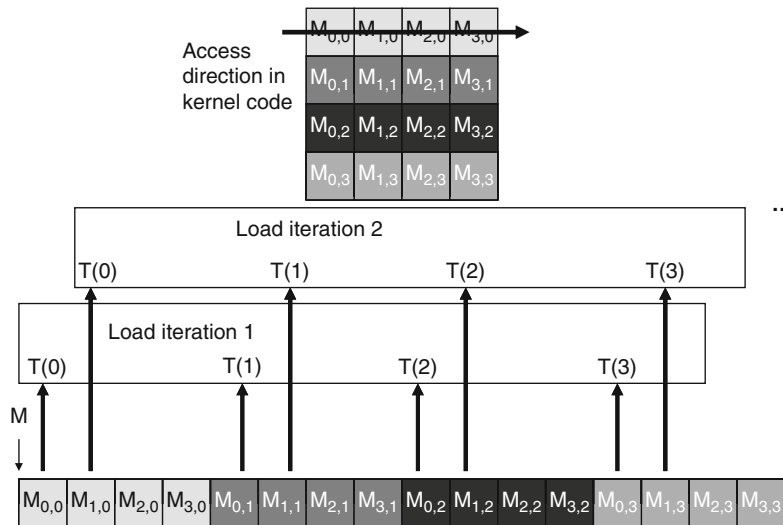 M0,0 M1,0 M2,0 M3,0
Access
direction in
kernel code
M0,1 M1,1 M2,1 M3,1
M0,2 M1,2 M2,2 M3,2
M0,3 M1,3 M2,3 M3,3
...
Load iteration 2
T(0) T(1) T(2) T(3)
Load iteration 1
T(0) T(1) T(2) T(3)
M
M0,0 M1,0 M2,0 M3,0 M0,1 M1,1 M2,1 M3,1 M0,2 M1,2 M2,2 M3,2 M0,3 M1,3 M2,3 M3,3